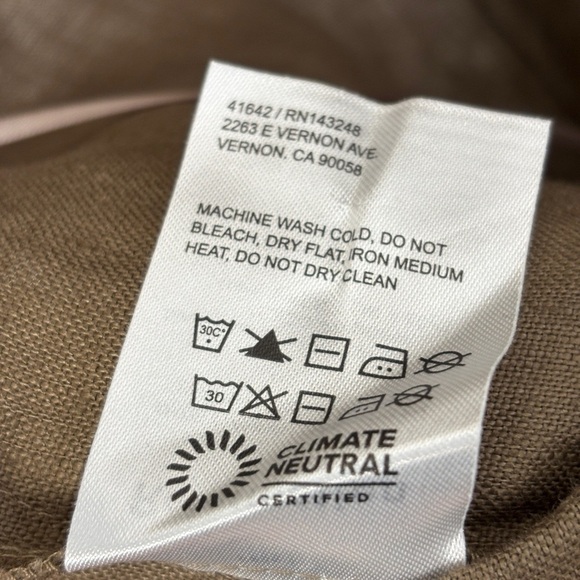 41642 / RN143248
2263 E VERNON AVE
VERNON, CA 90058
MACHINE WASH COLD, DO NOT
BLEACH, DRY FLAT, IRON MEDIUM
HEAT, DO NOT DRY CLEAN
30C°
30
CLIMATE
NEUTRAL
CERTIFIED